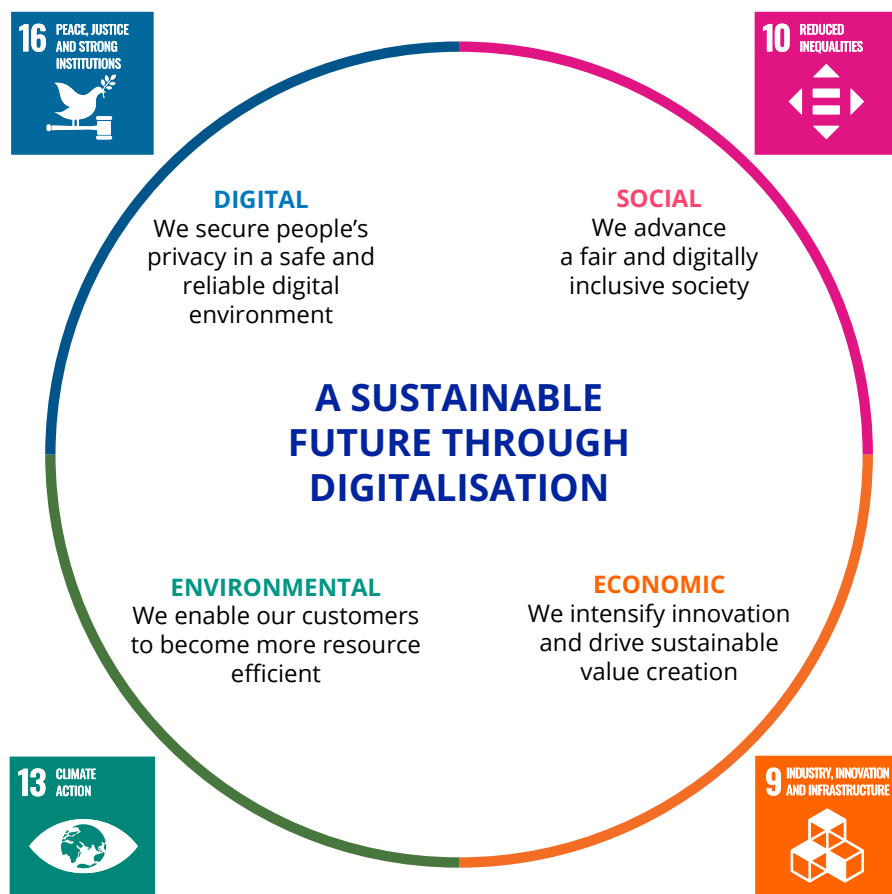 16 PEACE, JUSTICE
AND STRONG
INSTITUTIONS
10 REDUCED
INEQUALITIES
DIGITAL
We secure people’s
privacy in a safe and
reliable digital
environment
SOCIAL
We advance
a fair and digitally
inclusive society
A SUSTAINABLE
FUTURE THROUGH
DIGITALISATION
ENVIRONMENTAL
We enable our customers
to become more resource
efficient
ECONOMIC
We intensify innovation
and drive sustainable
value creation
13 CLIMATE
ACTION
9 INDUSTRY, INNOVATION
AND INFRASTRUCTURE